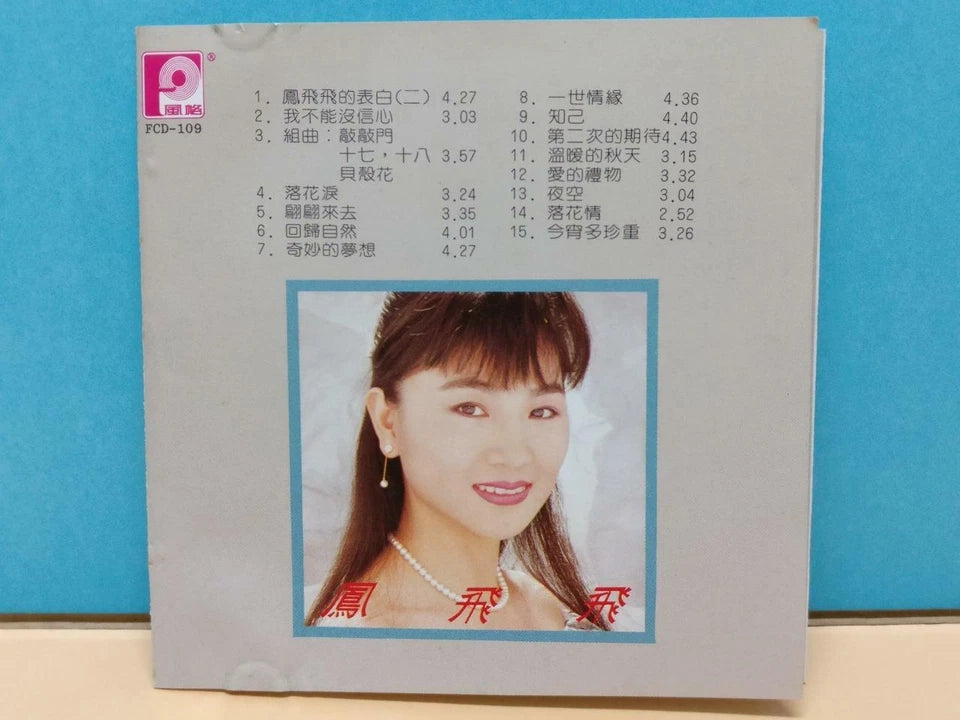 ®
風格
FCD-109
1. 鳳飛飛的表白(二) 4.27
2. 我不能沒信心 3.03
3. 組曲：敲敲門
十七，十八 3.57
貝殼花
4. 落花淚 3.24
5. 翩翩來去 3.35
6. 回歸自然 4.01
7. 奇妙的夢想 4.27
8. 一世情緣 4.36
9. 知己 4.40
10. 第二次的期待 4.43
11. 溫暖的秋天 3.15
12. 愛的禮物 3.32
13. 夜空 3.04
14. 落花情 2.52
15. 今宵多珍重 3.26
鳳飛飛